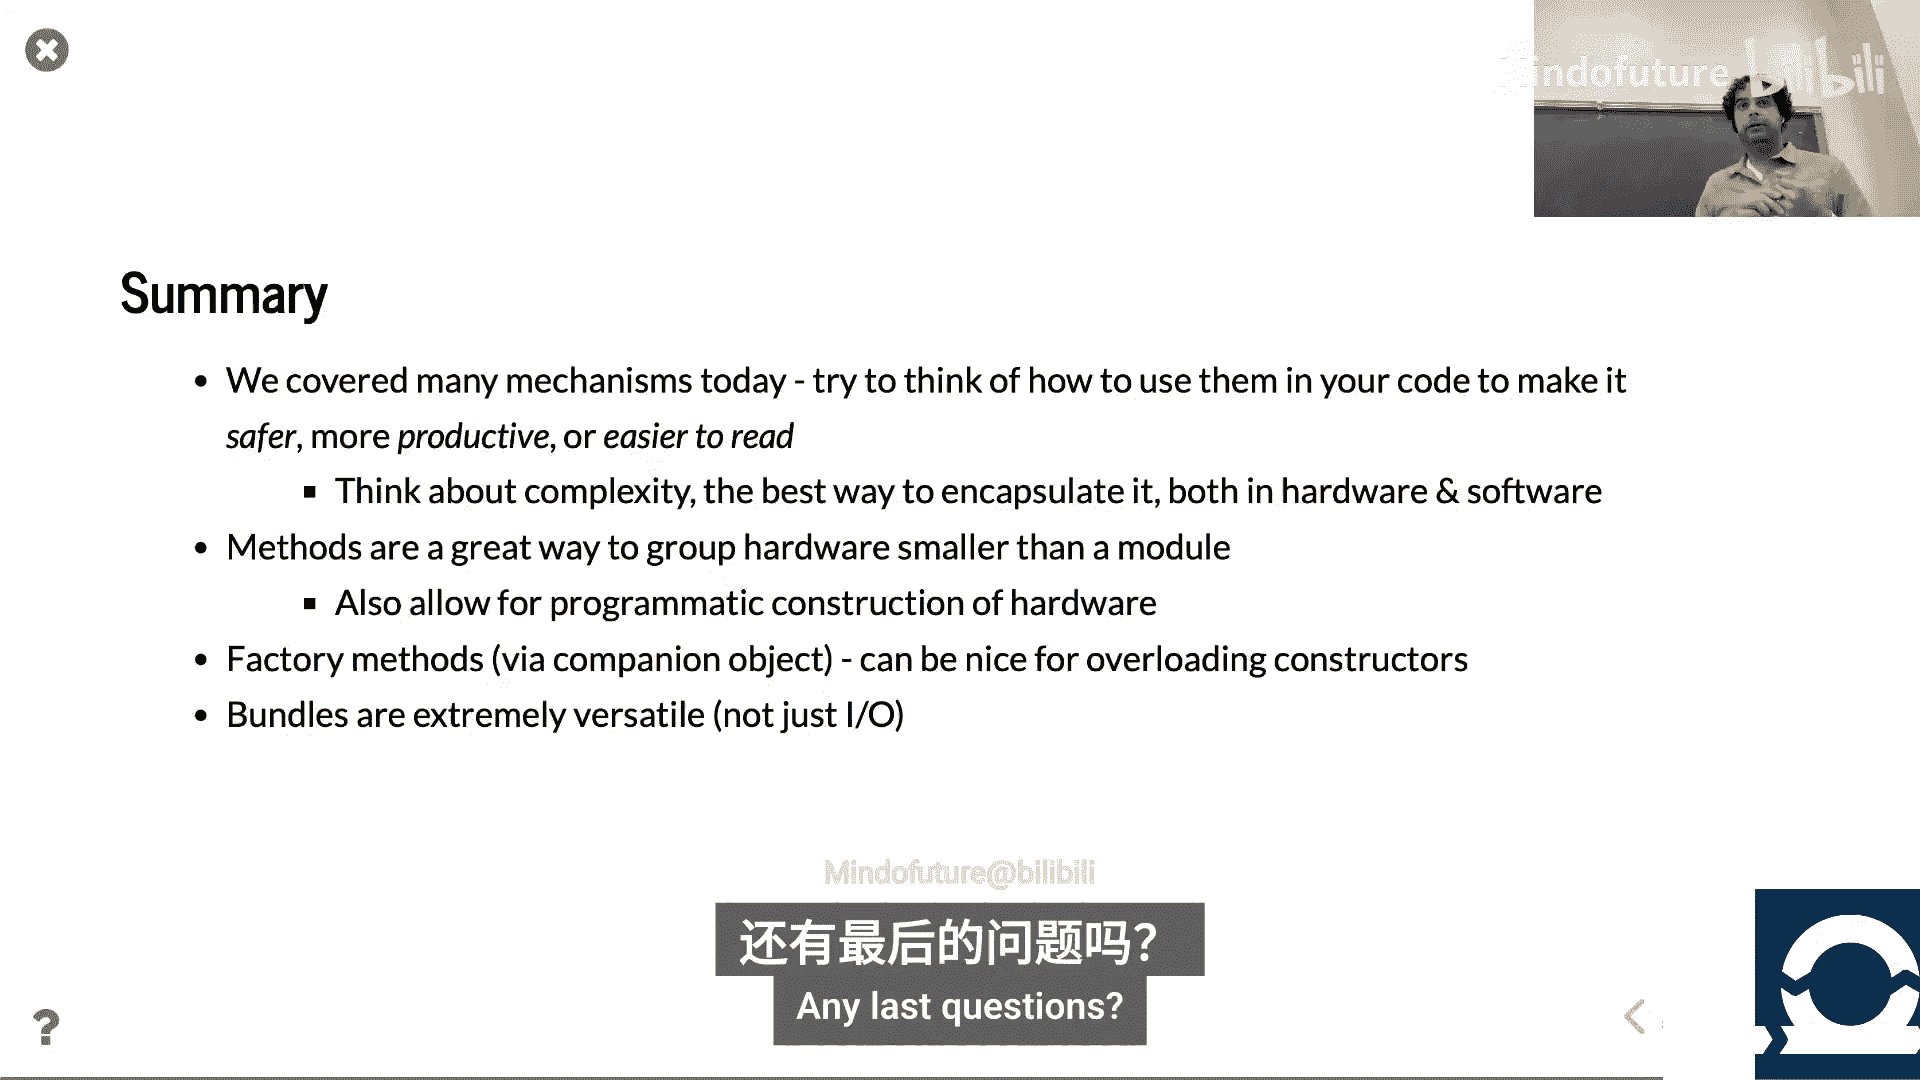 indofuture bilibili
Summary
• We covered many mechanisms today - try to think of how to use them in your code to make it
safer, more productive, or easier to read
▪ Think about complexity, the best way to encapsulate it, both in hardware & software
• Methods are a great way to group hardware smaller than a module
▪ Also allow for programmatic construction of hardware
• Factory methods (via companion object) - can be nice for overloading constructors
• Bundles are extremely versatile (not just I/O)
Mindofuture@bilibili
还有最后的问题吗？
Any last questions?
?